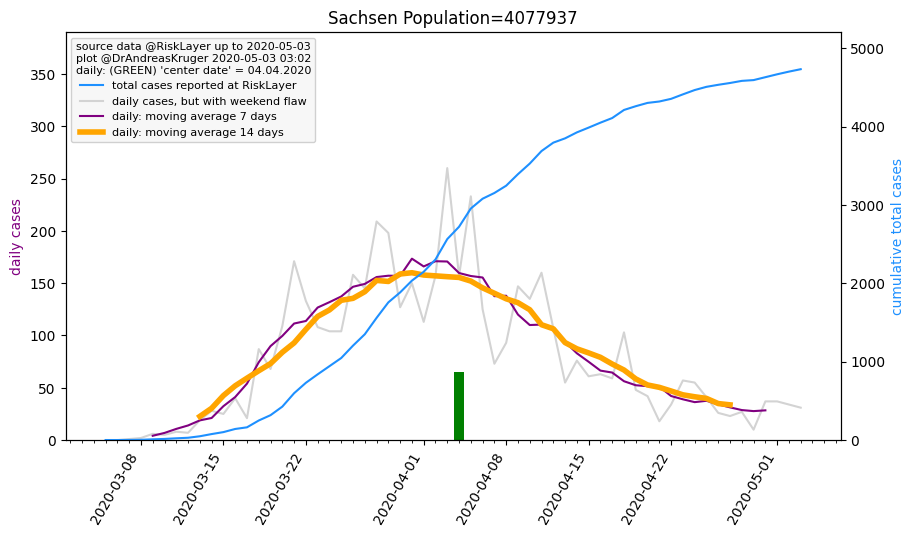 Sachsen Population=4077937
source data @RiskLayer up to 2020-05-03
plot @DrAndreasKruger 2020-05-03 03:02
daily: (GREEN) 'center date' = 04.04.2020
total cases reported at RiskLayer
daily cases, but with weekend flaw
daily: moving average 7 days
daily: moving average 14 days
daily cases
350
300
250
200
150
100
50
0
cumulative total cases
5000
4000
3000
2000
1000
0
2020-03-08
2020-03-15
2020-03-22
2020-04-01
2020-04-08
2020-04-15
2020-04-22
2020-05-01